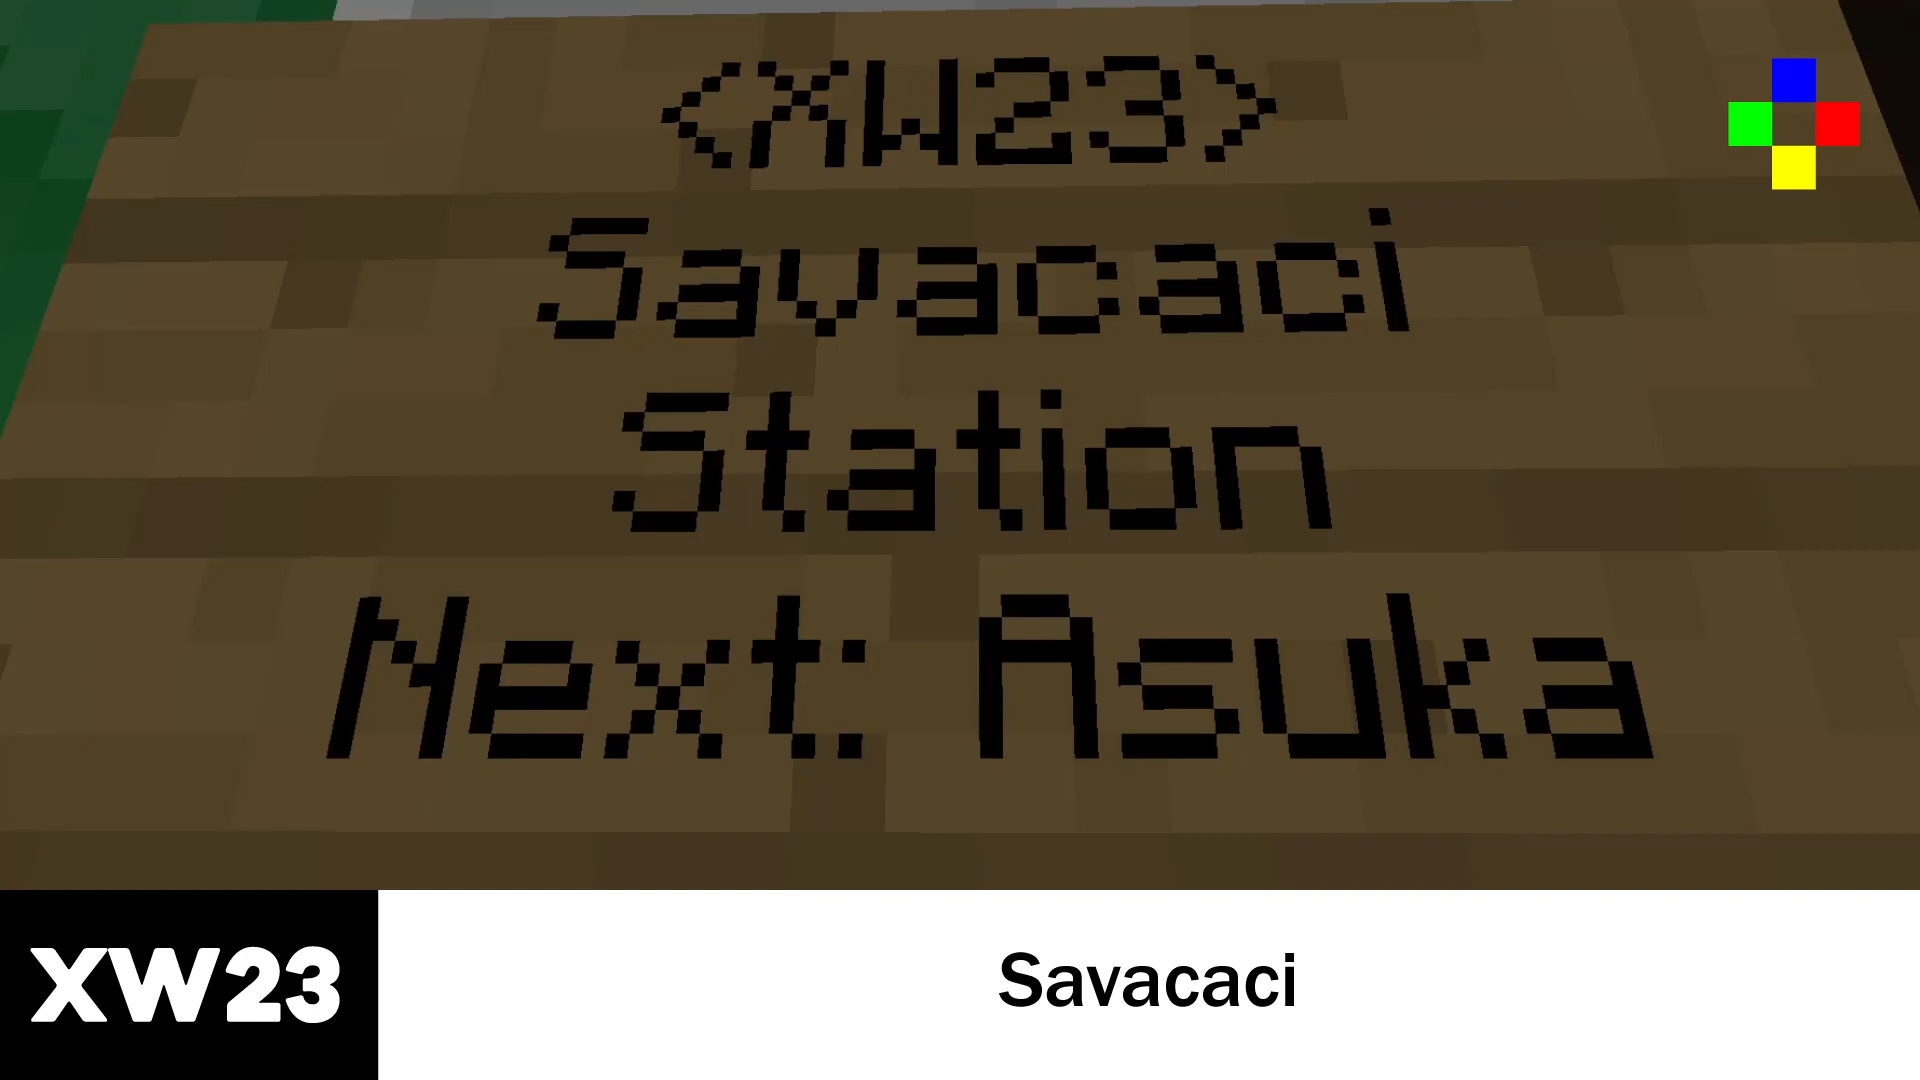 <XW23>
Savacaci
Station
Next: Asuka
XW23
Savacaci